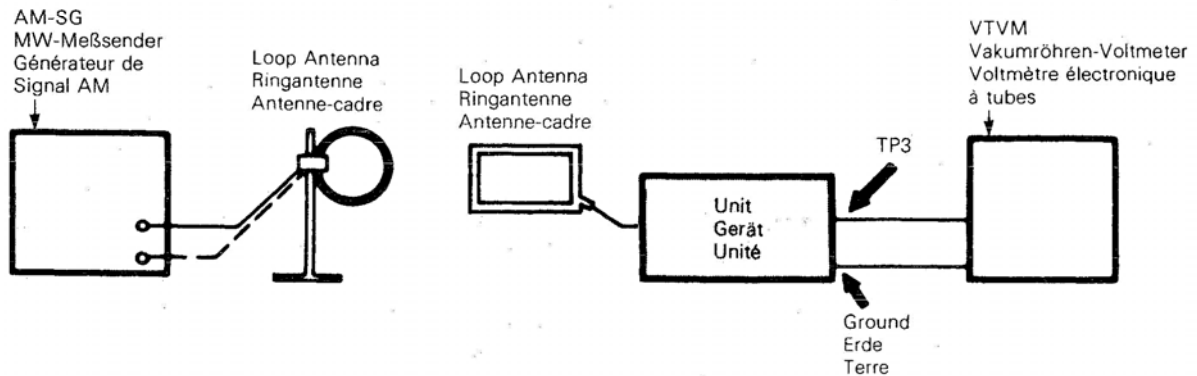 AM-SG
MW-Meßsender
Générateur de
Signal AM
Loop Antenna
Ringantenne
Antenne-cadre
Loop Antenna
Ringantenne
Antenne-cadre
Unit
Gerät
Unité
TP3
Ground
Erde
Terre
VTVM
Vakumröhren-Voltmeter
Voltmètre électronique
à tubes